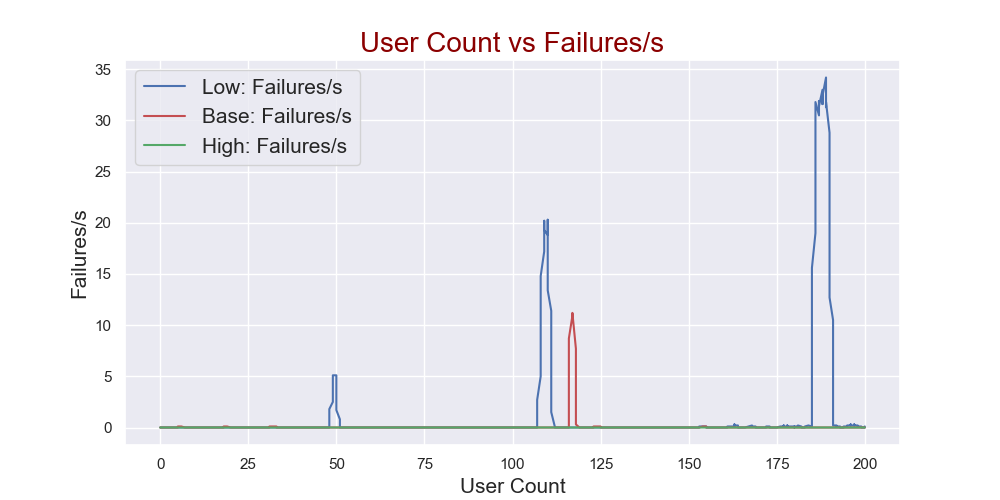 User Count vs Failures/s
Low: Failures/s
Base: Failures/s
High: Failures/s
Failures/s
35
30
25
20
15
10
5
0
0 25 50 75 100 125 150 175 200
User Count